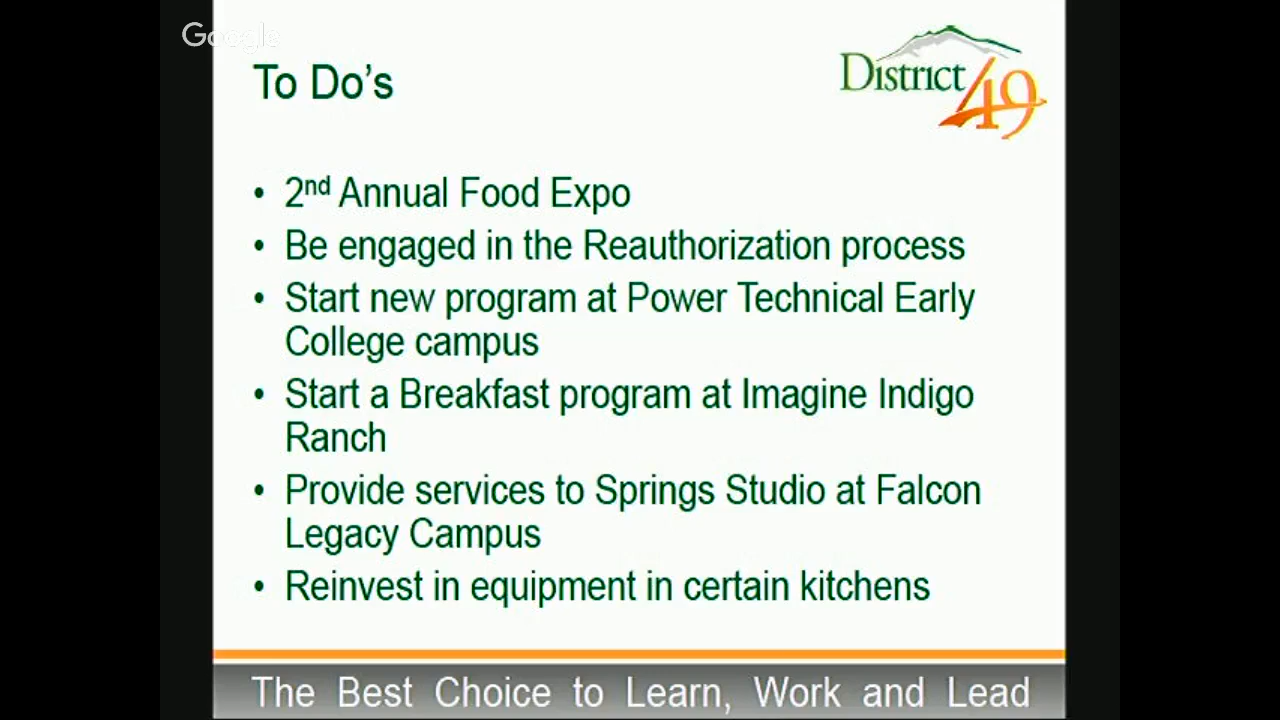 Google
To Do's
District
49
• 2nd Annual Food Expo
• Be engaged in the Reauthorization process
• Start new program at Power Technical Early
College campus
• Start a Breakfast program at Imagine Indigo
Ranch
• Provide services to Springs Studio at Falcon
Legacy Campus
• Reinvest in equipment in certain kitchens
The Best Choice to Learn, Work and Lead